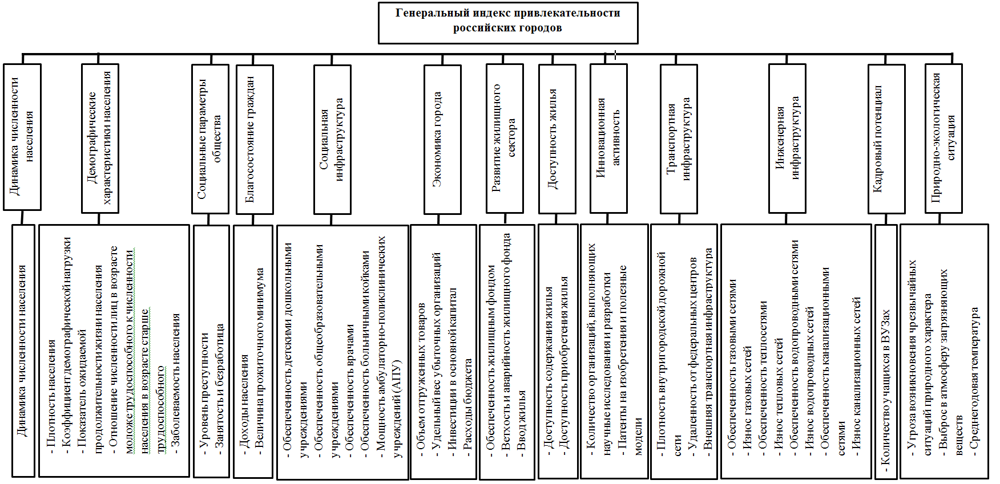 Генеральный индекс привлекательности
российских городов
Динамика численности
населения
Демографические
характеристики населения
Социальные параметры
общества
Благосостояние граждан
Социальная
инфраструктура
Экономика города
Развитие жилищного
сектора
Доступность жилья
Инновационная
активность
Транспортная
инфраструктура
Инженерная
инфраструктура
Кадровый потенциал
Природно-экологическая
ситуация
Динамика численности населения
- Плотность населения
- Коэффициент демографической нагрузки
- Показатель ожидаемой
продолжительности жизни населения
- Отношение численности лиц в возрасте
моложе трудоспособного к численности
населения в возрасте старше
трудоспособного
- Заболеваемость населения
- Уровень преступности
- Занятость и безработица
- Доходы населения
- Величина прожиточного минимума
- Обеспеченность детскими дошкольными
учреждениями
- Обеспеченность общеобразовательными
учреждениями
- Обеспеченность врачами
- Обеспеченность больничными койками
- Мощность амбулаторно-поликлинических
учреждений (АПУ)
- Объем отгруженных товаров
- Удельный вес убыточных организаций
- Инвестиции в основной капитал
- Расходы бюджета
- Обеспеченность жилищным фондом
- Ветхость и аварийность жилищного фонда
- Ввод жилья
- Доступность содержания жилья
- Доступность приобретения жилья
- Количество организаций, выполняющих
научные исследования и разработки
- Патенты на изобретения и полезные
модели
- Плотность внутригородской дорожной
сети
- Удаленность от федеральных центров
- Внешняя транспортная инфраструктура
- Обеспеченность газовыми сетями
- Износ газовых сетей
- Обеспеченность теплосетями
- Износ тепловых сетей
- Обеспеченность водопроводными сетями
- Износ водопроводных сетей
- Обеспеченность канализационными
сетями
- Износ канализационных сетей
- Количество учащихся в ВУЗах
- Угроза возникновения чрезвычайных
ситуаций природного характера
- Выброс в атмосферу загрязняющих
веществ
- Среднегодовая температура